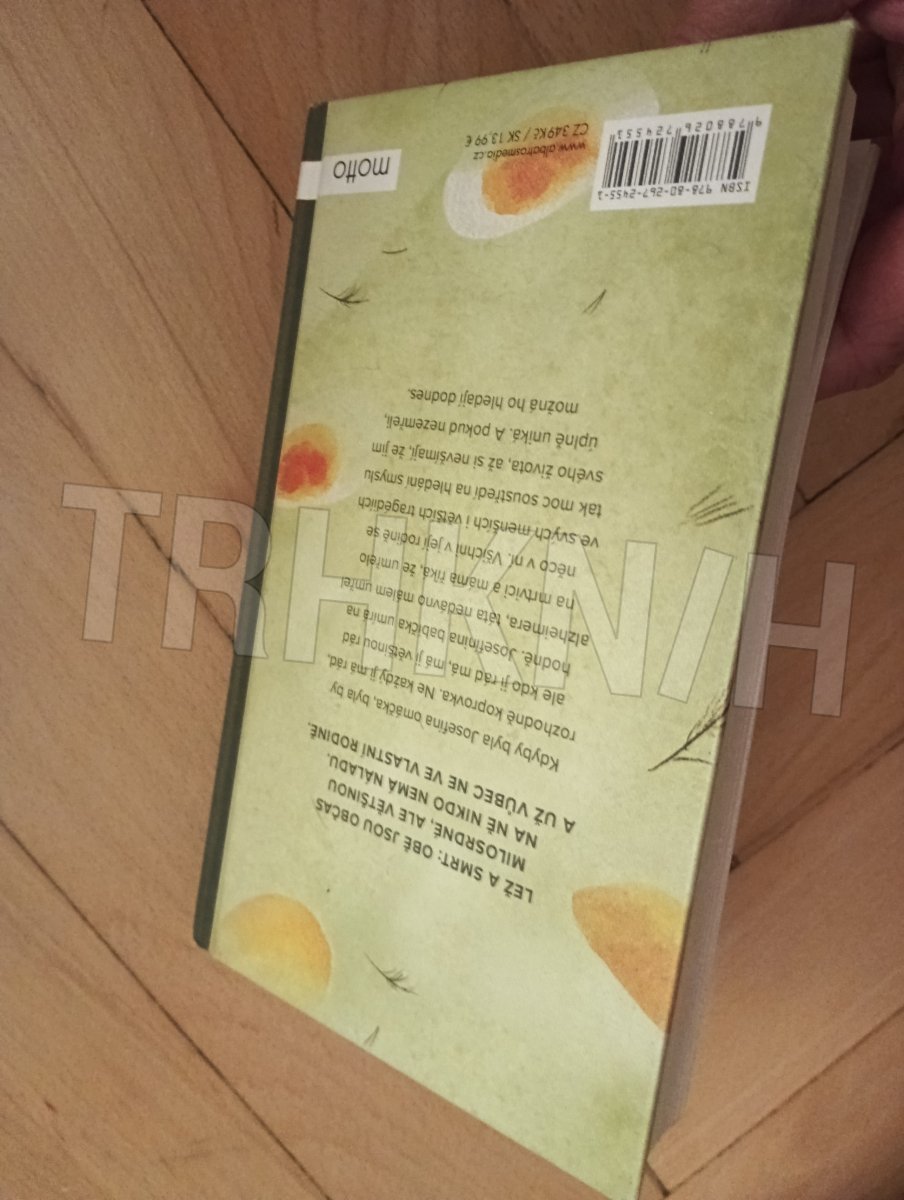 LEŽ A SMRT: OBĚ JSOU OBČAS
MILOSRDNÉ, ALE VĚTŠINOU
NA NĚ NIKDO NEMÁ NÁLADU.
A UŽ VŮBEC NE VE VLASTNÍ RODINĚ.
Kdyby byla Josefína omáčka, byla by
rozhodně koprovka. Ne každý ji má rád,
ale kdo ji rád má, má ji většinou rád
hodně. Josefínina babička umírá na
alzheimera, táta nedávno málem umřel
na mrtvici a máma říká, že umřelo
něco v ní. Všichni v její rodině se
ve svých menších i větších tragédiích
tak moc soustředí na hledání smyslu
svého života, až si nevšímají, že jim
úplně uniká. A pokud nezemřeli,
možná ho hledají dodnes.
ISBN 978-80-267-2455-1
9 788026 724551
www.albatrosmedia.cz
CZ 349 Kč / SK 13,99 €
motto
TRHKNIH